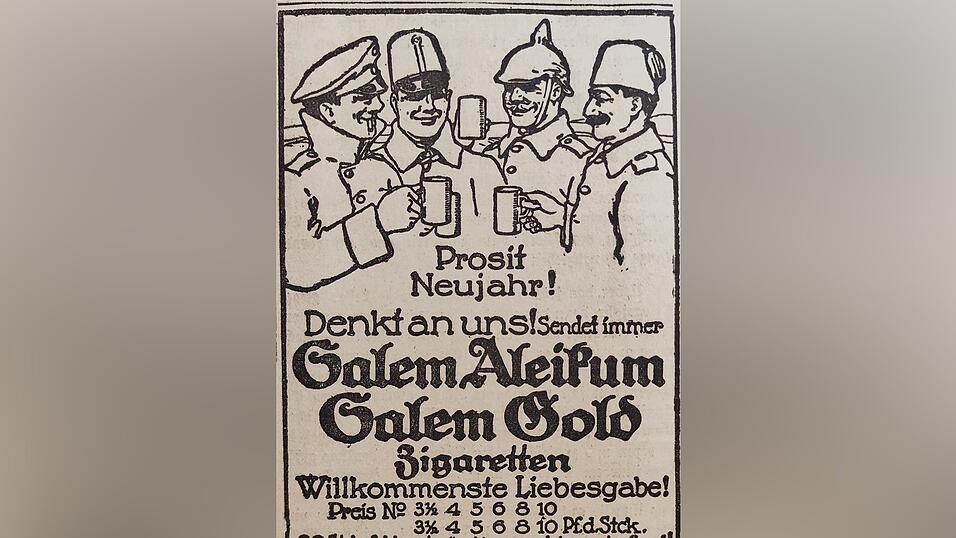 Prosit
Neujahr!
Denkt an uns! Sendet immer
Salem Aleikum
Salem Gold
Zigaretten
Willkommenste Liebesgabe!
Preis Nº 3½ 4 5 6 8 10
3½ 4 5 6 8 10 Pf.d.Stck.